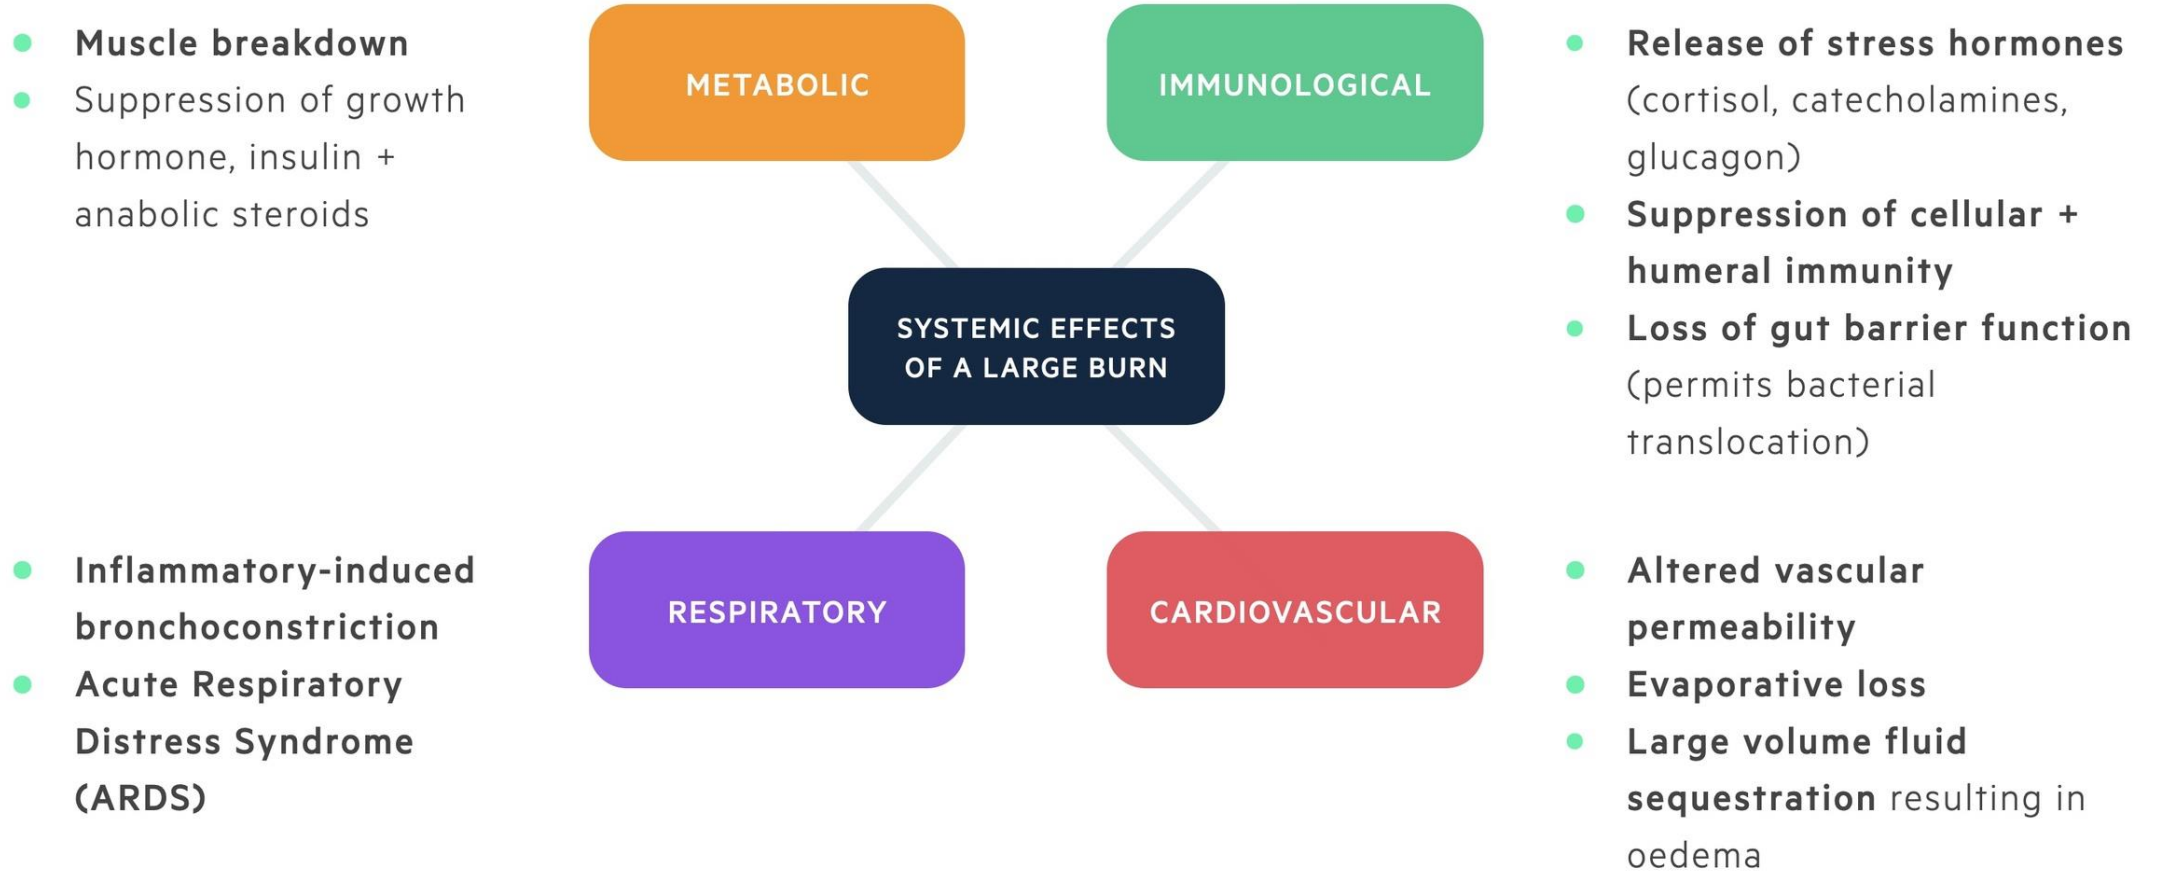 Muscle breakdown
Suppression of growth
hormone, insulin +
anabolic steroids
METABOLIC
IMMUNOLOGICAL
Release of stress hormones
(cortisol, catecholamines,
glucagon)
Suppression of cellular +
humeral immunity
Loss of gut barrier function
(permits bacterial
translocation)
SYSTEMIC EFFECTS
OF A LARGE BURN
Inflammatory-induced
bronchoconstriction
Acute Respiratory
Distress Syndrome
(ARDS)
RESPIRATORY
CARDIOVASCULAR
Altered vascular
permeability
Evaporative loss
Large volume fluid
sequestration resulting in
oedema